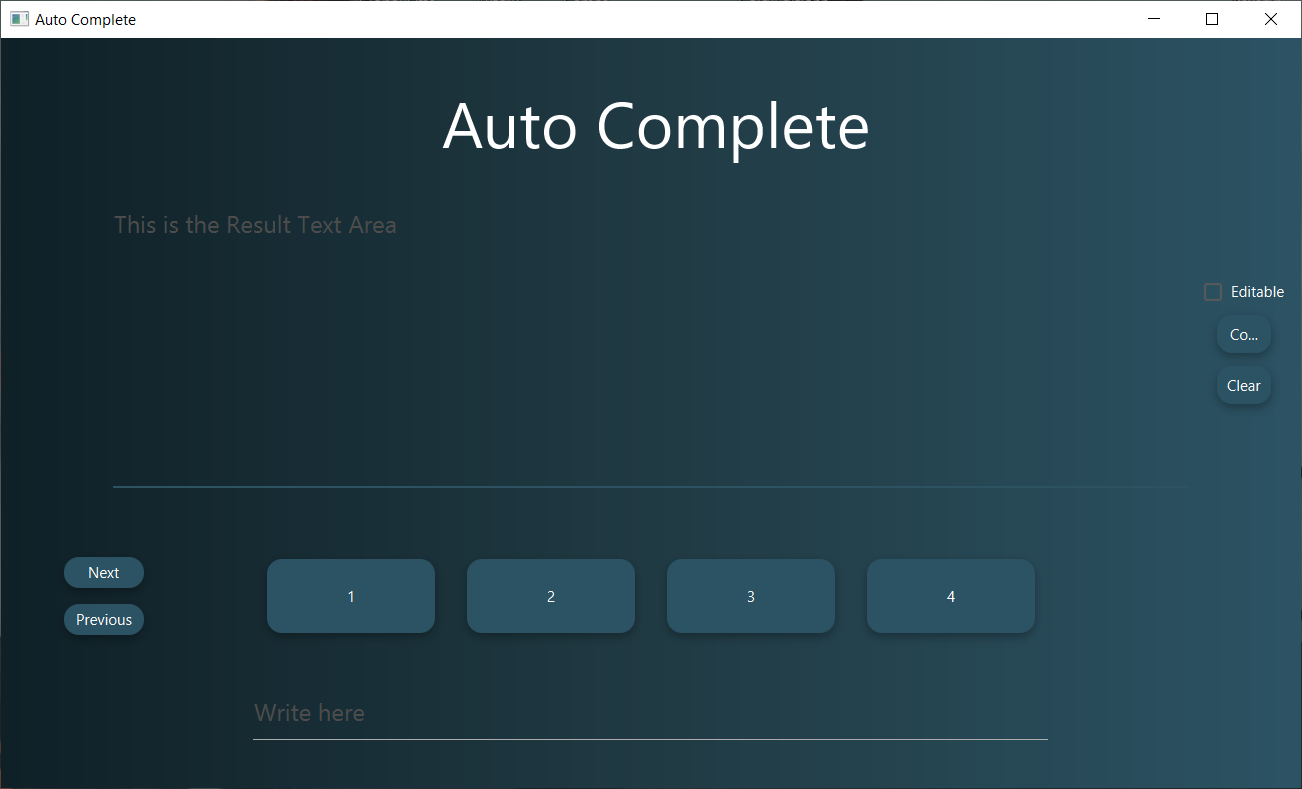 Auto Complete
Auto Complete
This is the Result Text Area
Editable
Co...
Clear
Next
Previous
1
2
3
4
Write here